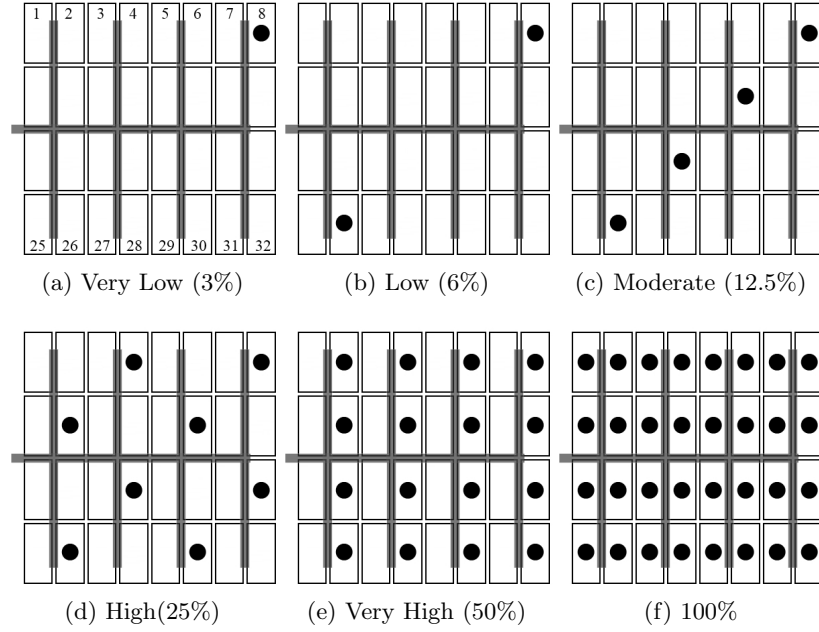 1 2 3 4 5 6 7 8
25 26 27 28 29 30 31 32
(a) Very Low (3%) (b) Low (6%) (c) Moderate (12.5%)
(d) High(25%) (e) Very High (50%) (f) 100%